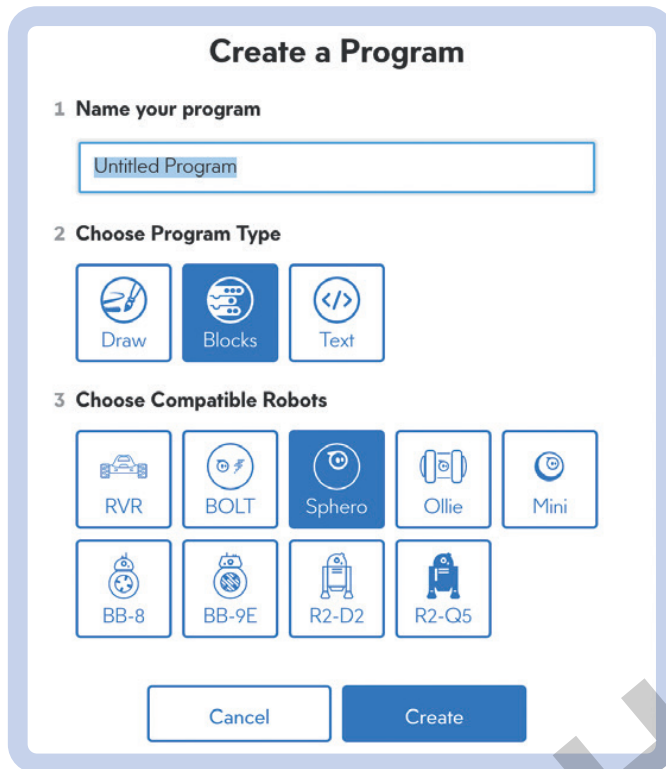 Create a Program
1 Name your program
Untitled Program
2 Choose Program Type
Draw Blocks Text
3 Choose Compatible Robots
RVR BOLT Sphero Ollie Mini
BB-8 BB-9E R2-D2 R2-Q5
Cancel Create